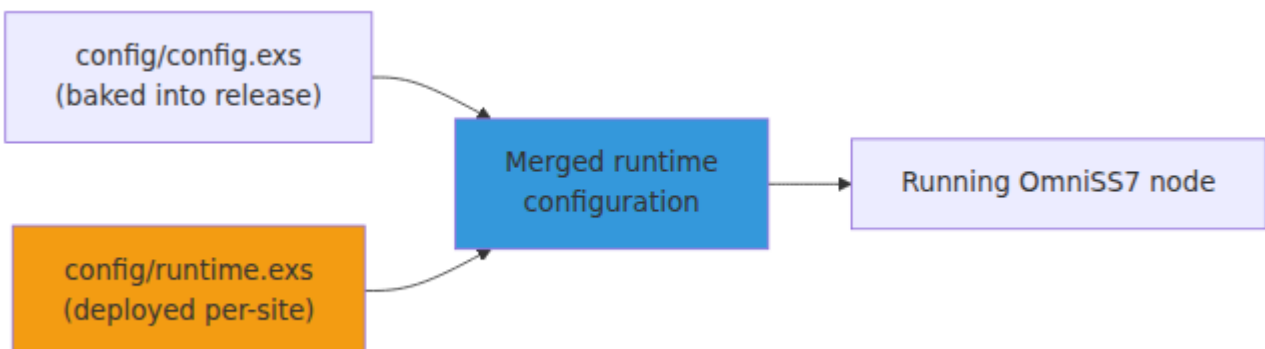 config/config.exs
(baked into release)
Merged runtime
configuration
Running OmniSS7 node
config/runtime.exs
(deployed per-site)